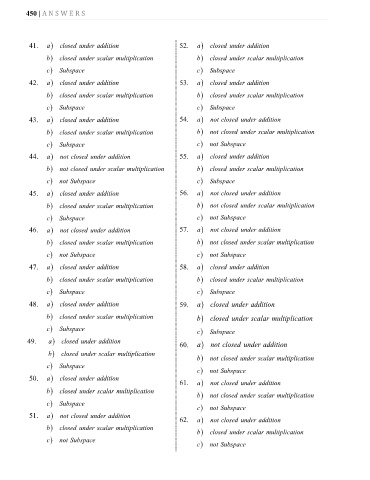 450 | ANSWERS
41. a) closed under addition
b) closed under scalar multiplication
c) Subspace
42. a) closed under addition
b) closed under scalar multiplication
c) Subspace
43. a) closed under addition
b) closed under scalar multiplication
c) Subspace
44. a) not closed under addition
b) not closed under scalar multiplication
c) not Subspace
45. a) closed under addition
b) closed under scalar multiplication
c) Subspace
46. a) not closed under addition
b) closed under scalar multiplication
c) not Subspace
47. a) closed under addition
b) closed under scalar multiplication
c) Subspace
48. a) closed under addition
b) closed under scalar multiplication
c) Subspace
49. a) closed under addition
b) closed under scalar multiplication
c) Subspace
50. a) closed under addition
b) closed under scalar multiplication
c) Subspace
51. a) not closed under addition
b) closed under scalar multiplication
c) not Subspace
52. a) closed under addition
b) closed under scalar multiplication
c) Subspace
53. a) closed under addition
b) closed under scalar multiplication
c) Subspace
54. a) not closed under addition
b) not closed under scalar multiplication
c) not Subspace
55. a) closed under addition
b) closed under scalar multiplication
c) Subspace
56. a) not closed under addition
b) not closed under scalar multiplication
c) not Subspace
57. a) not closed under addition
b) not closed under scalar multiplication
c) not Subspace
58. a) closed under addition
b) closed under scalar multiplication
c) Subspace
59. a) closed under addition
b) closed under scalar multiplication
c) Subspace
60. a) not closed under addition
b) not closed under scalar multiplication
c) not Subspace
61. a) not closed under addition
b) not closed under scalar multiplication
c) not Subspace
62. a) not closed under addition
b) closed under scalar multiplication
c) not Subspace